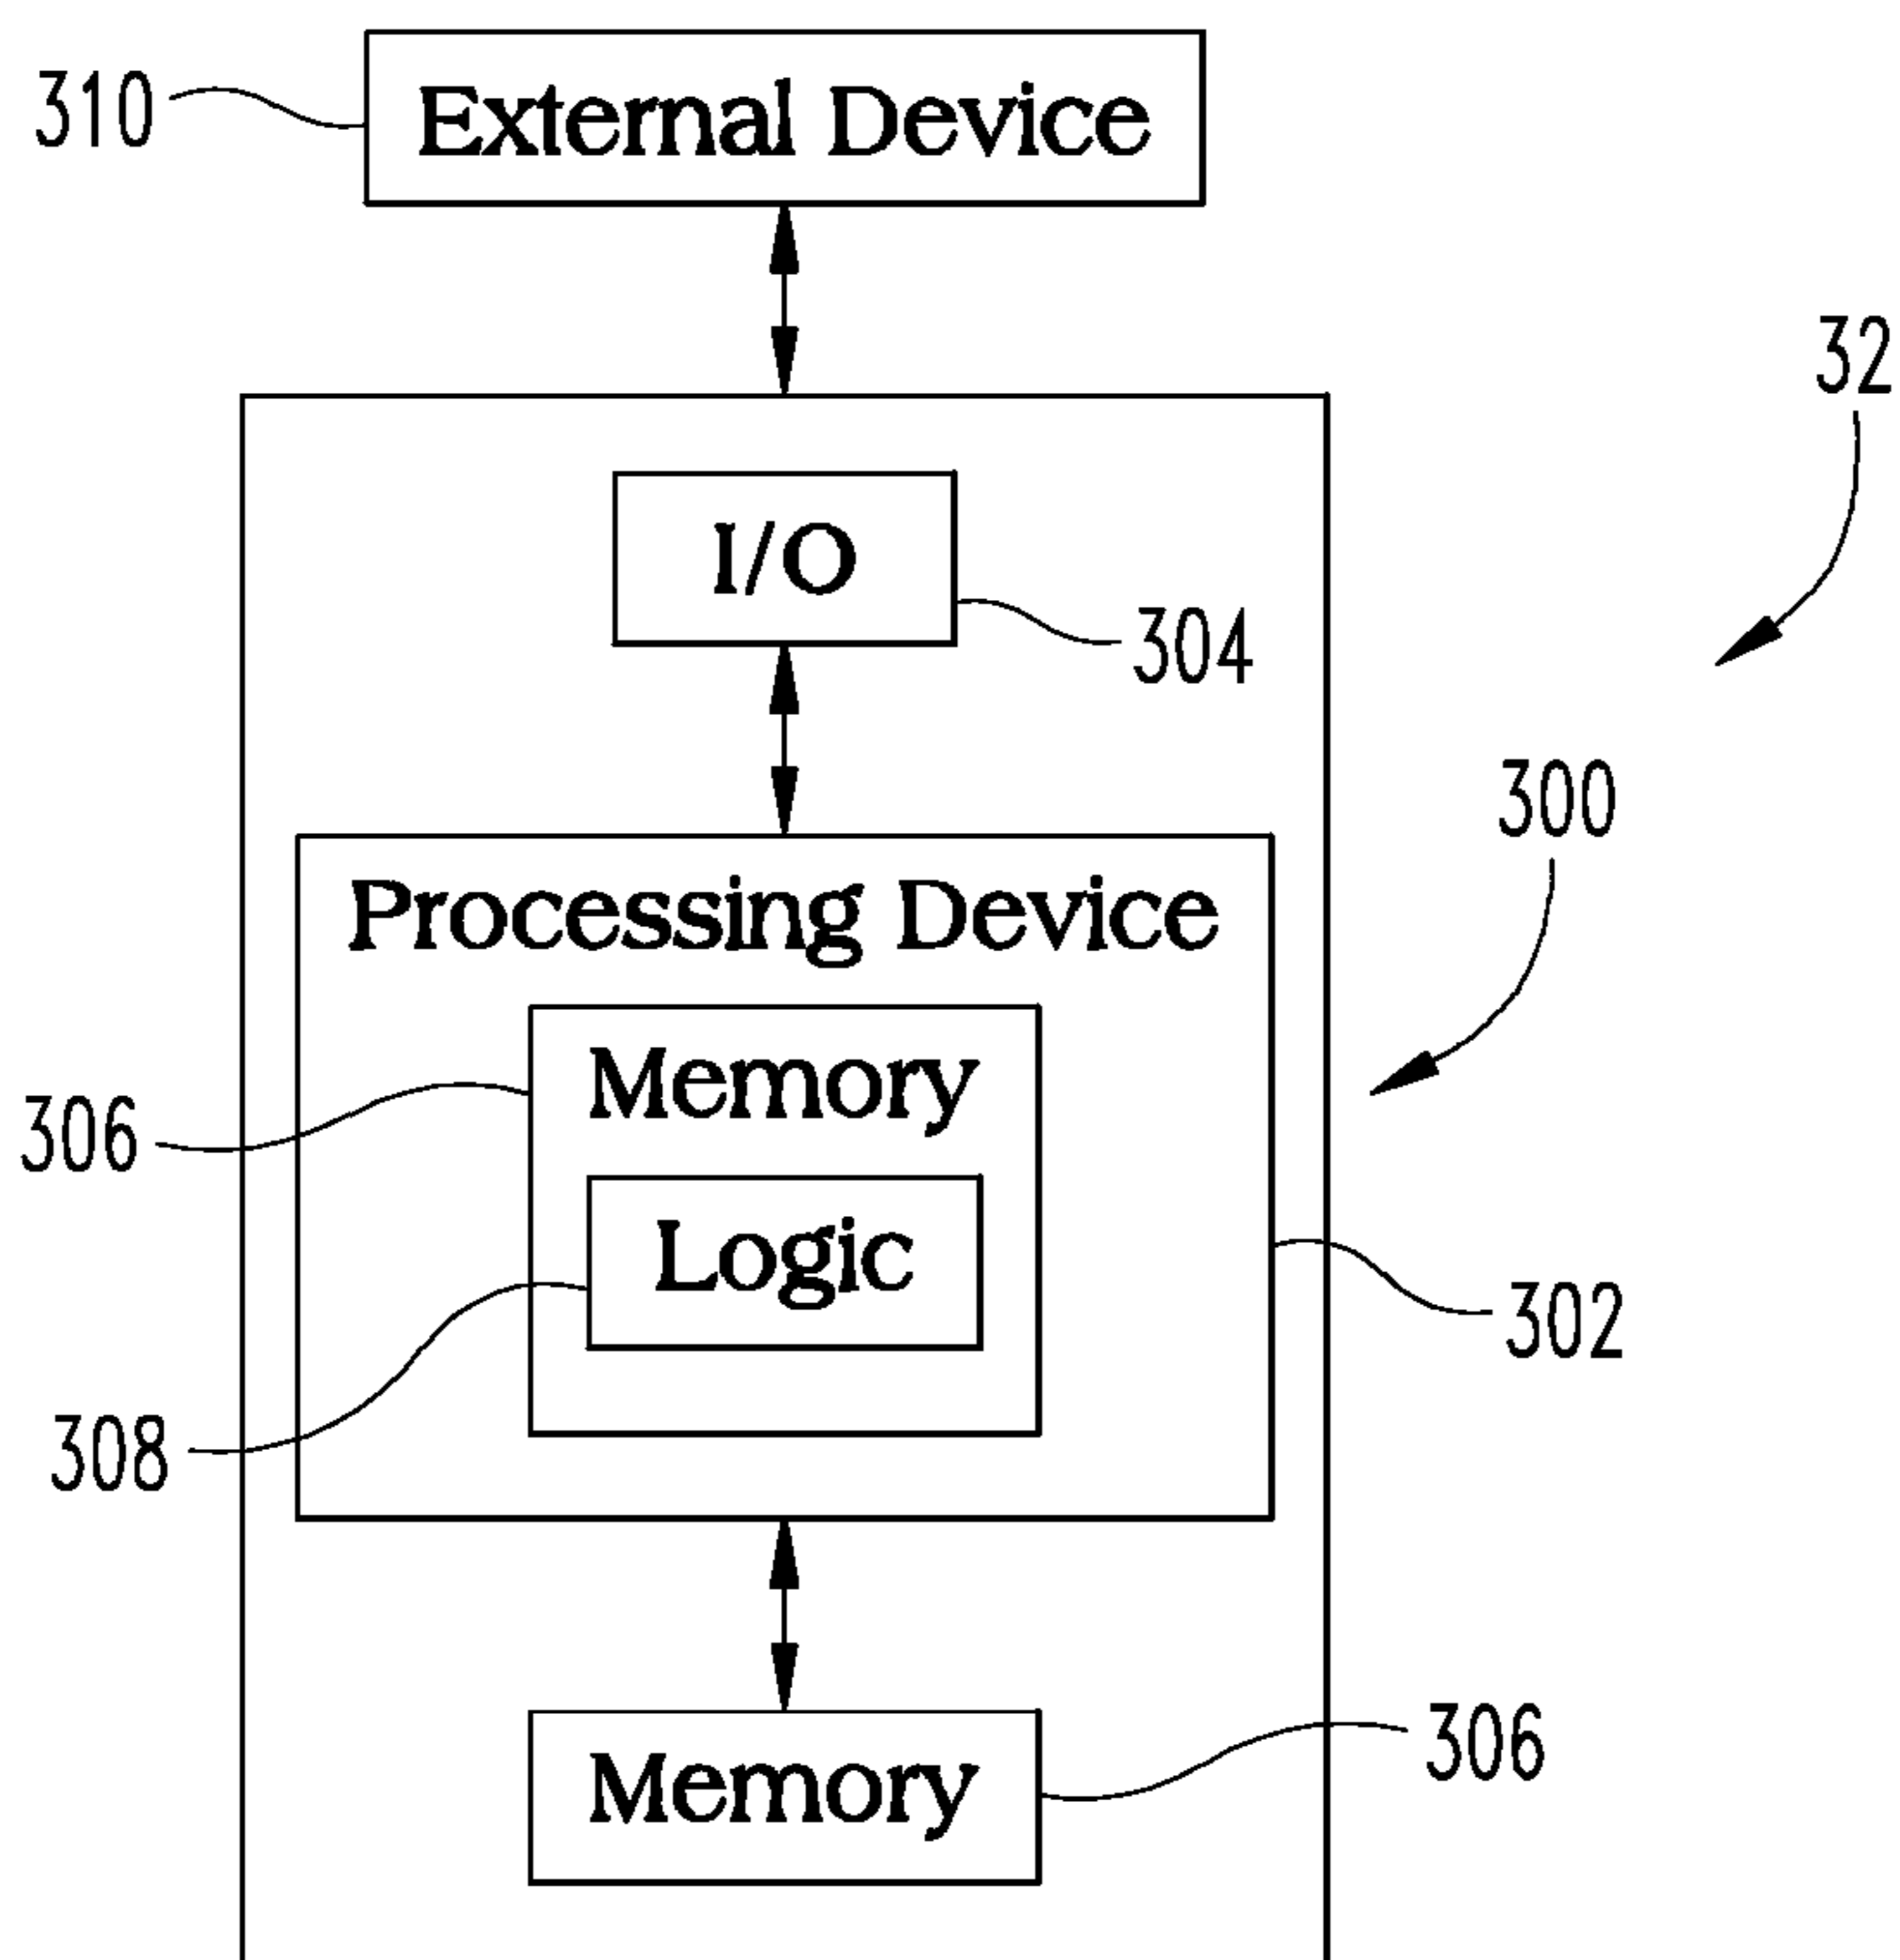 310
External Device
32
I/O
304
300
Processing Device
Memory
306
Logic
302
308
306
Memory